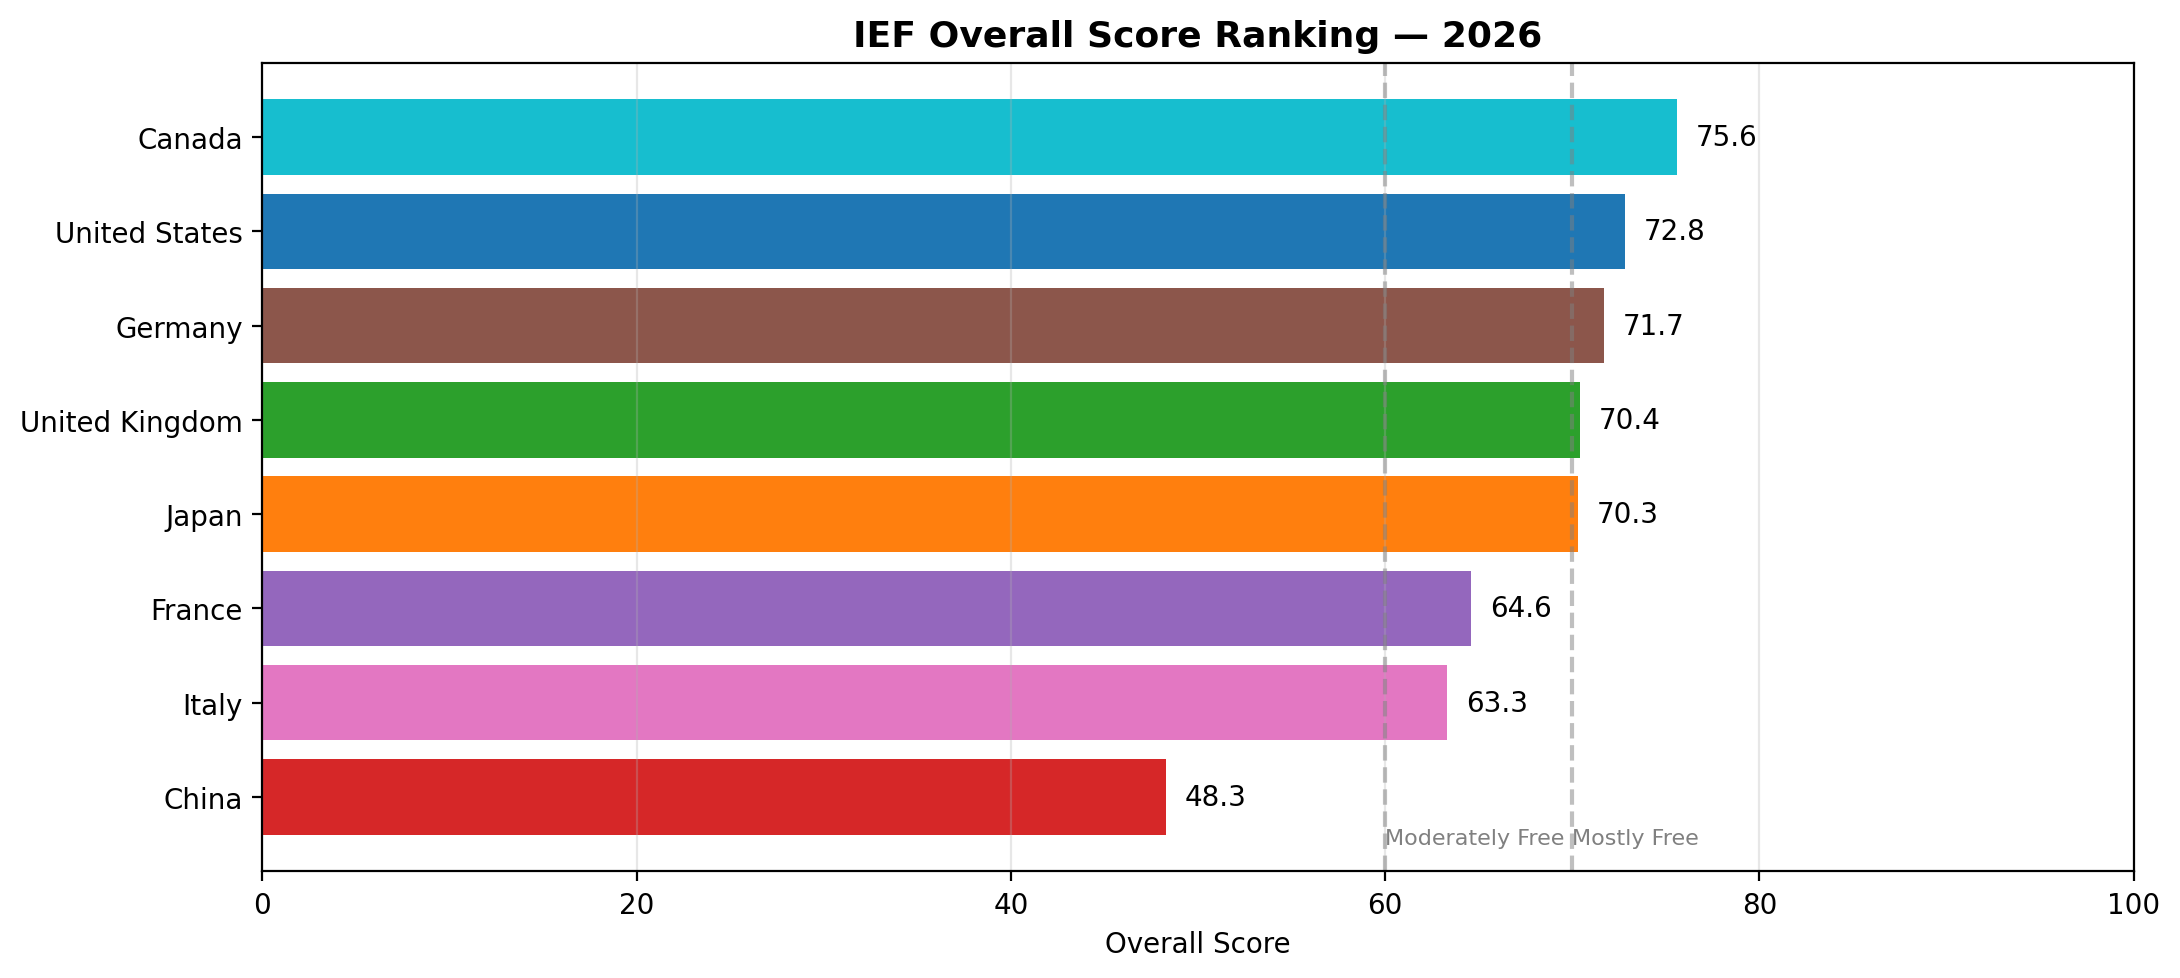 IEF Overall Score Ranking — 2026
Canada 75.6
United States 72.8
Germany 71.7
United Kingdom 70.4
Japan 70.3
France 64.6
Italy 63.3
China 48.3
Moderately Free Mostly Free
0 20 40 60 80 100
Overall Score